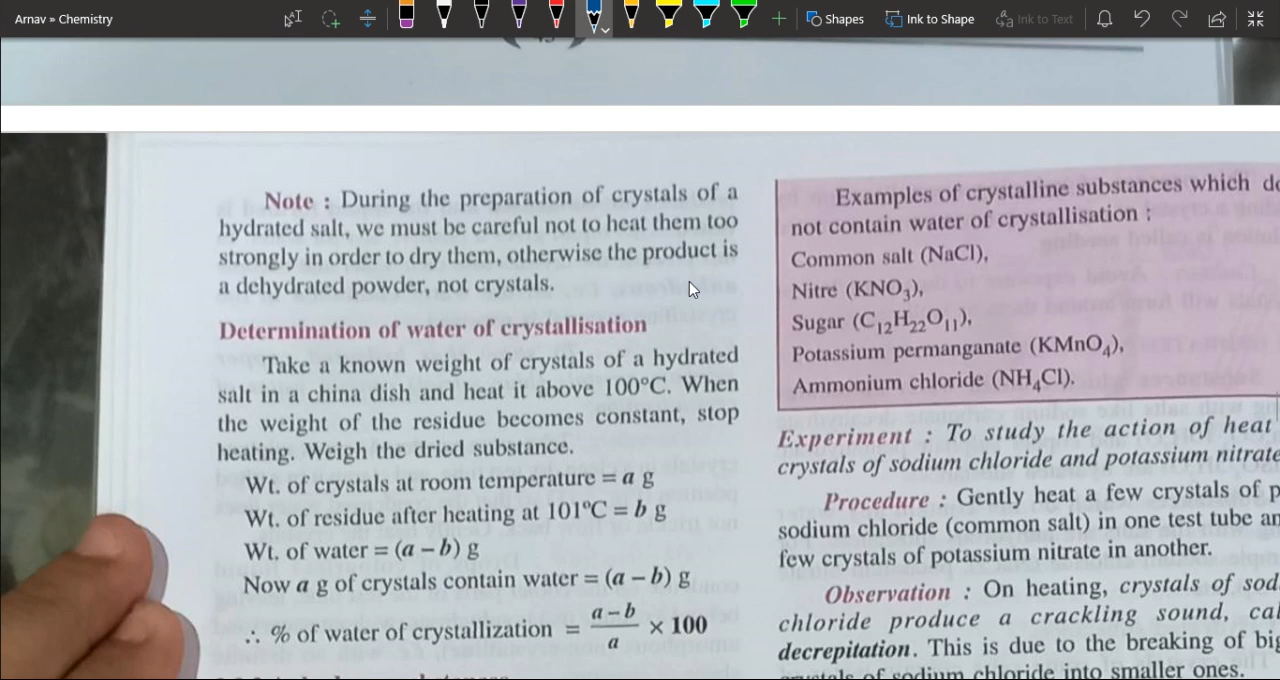 Arnav » Chemistry
Shapes
Ink to Shape
Ink to Text
Note : During the preparation of crystals of a
hydrated salt, we must be careful not to heat them too
strongly in order to dry them, otherwise the product is
a dehydrated powder, not crystals.
Determination of water of crystallisation
Take a known weight of crystals of a hydrated
salt in a china dish and heat it above 100°C. When
the weight of the residue becomes constant, stop
heating. Weigh the dried substance.
Wt. of crystals at room temperature = a g
Wt. of residue after heating at 101°C = b g
Wt. of water = (a – b) g
Now a g of crystals contain water = (a – b) g
∴ % of water of crystallization = a – b / a × 100
Examples of crystalline substances which
not contain water of crystallisation :
Common salt (NaCl),
Nitre (KNO₃),
Sugar (C₁₂H₂₂O₁₁),
Potassium permanganate (KMnO₄),
Ammonium chloride (NH₄Cl).
Experiment : To study the action of heat
crystals of sodium chloride and potassium nitrate
Procedure : Gently heat a few crystals of
sodium chloride (common salt) in one test tube
few crystals of potassium nitrate in another.
Observation : On heating, crystals of
chloride produce a crackling sound,
decrepitation. This is due to the breaking of
crystals of sodium chloride into smaller ones.